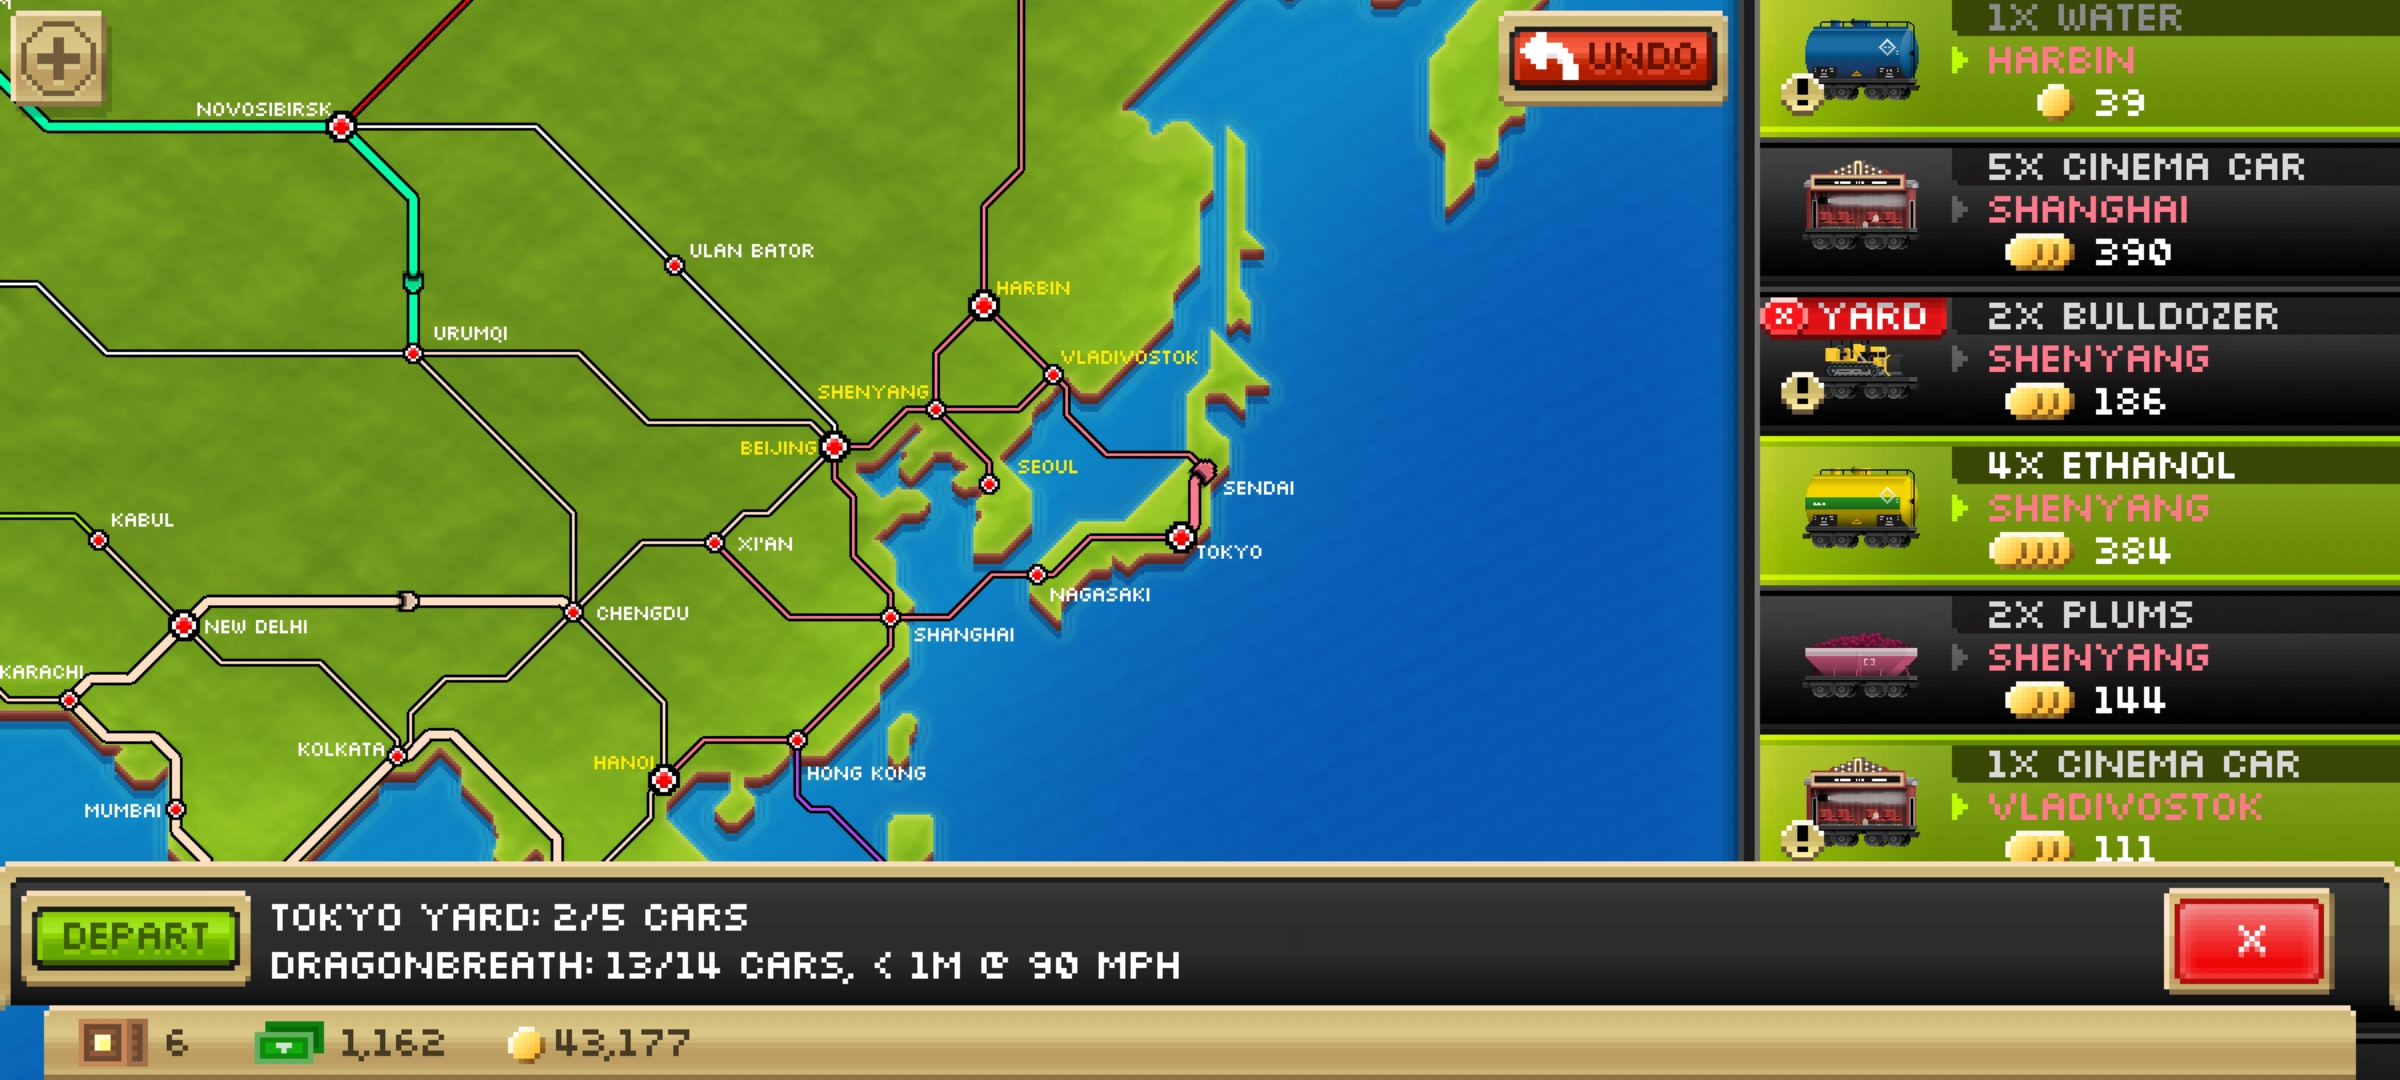 UNDO
NOVOSIBIRSK
ULAN BATOR
HARBIN
URUMQI
VLADIVOSTOK
SHENYANG
BEIJING
SEOUL
SENDAI
KABUL
XI'AN
TOKYO
NAGASAKI
CHENGDU
NEW DELHI
SHANGHAI
KARACHI
KOLKATA
HANOI
HONG KONG
MUMBAI
1X WATER
HARBIN
39
5X CINEMA CAR
SHANGHAI
390
X YARD
2X BULLDOZER
SHENYANG
186
4X ETHANOL
SHENYANG
384
2X PLUMS
SHENYANG
144
1X CINEMA CAR
VLADIVOSTOK
111
DEPART
TOKYO YARD: 2/5 CARS
DRAGONBREATH: 13/14 CARS, < 1M @ 90 MPH
X
6
1,162
43,177